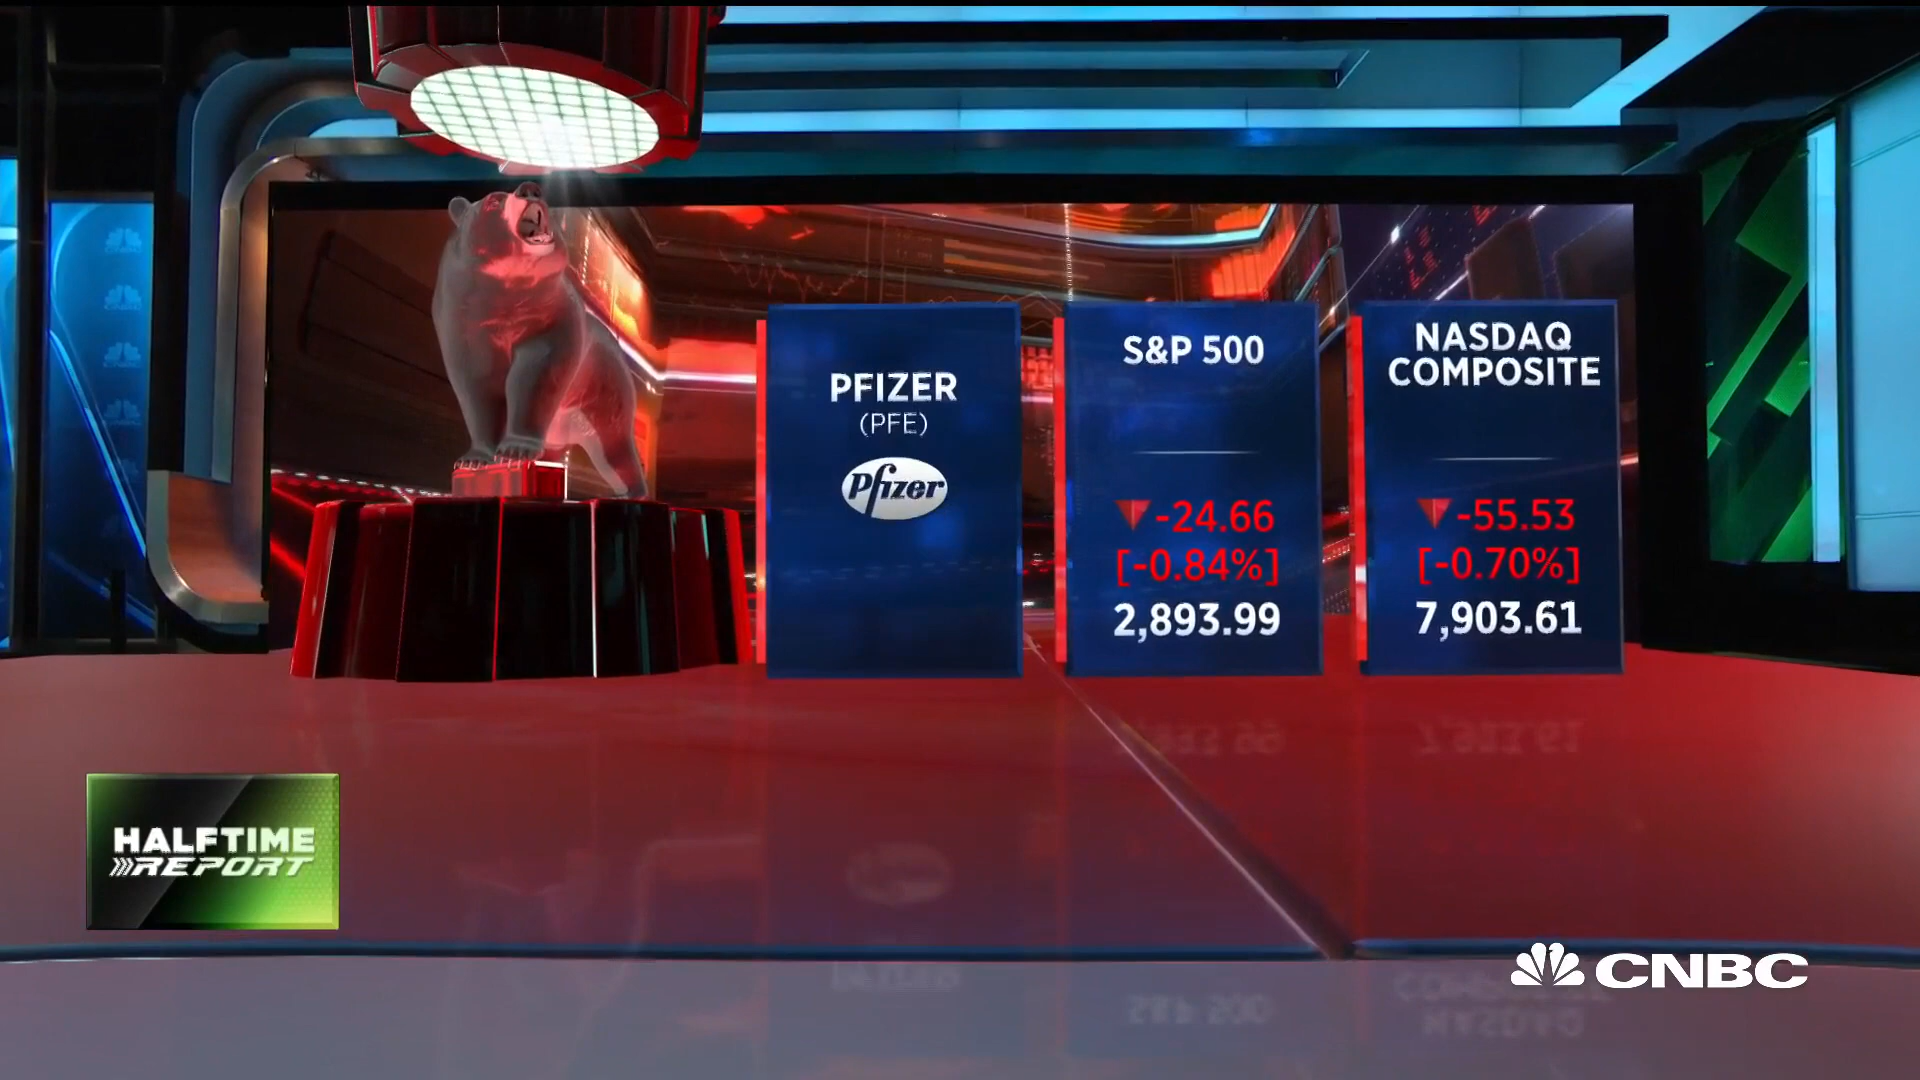 PFIZER
(PFE)
Pfizer
S&P 500
-24.66
[-0.84%]
2,893.99
NASDAQ
COMPOSITE
-55.53
[-0.70%]
7,903.61
HALFTIME
REPORT
CNBC